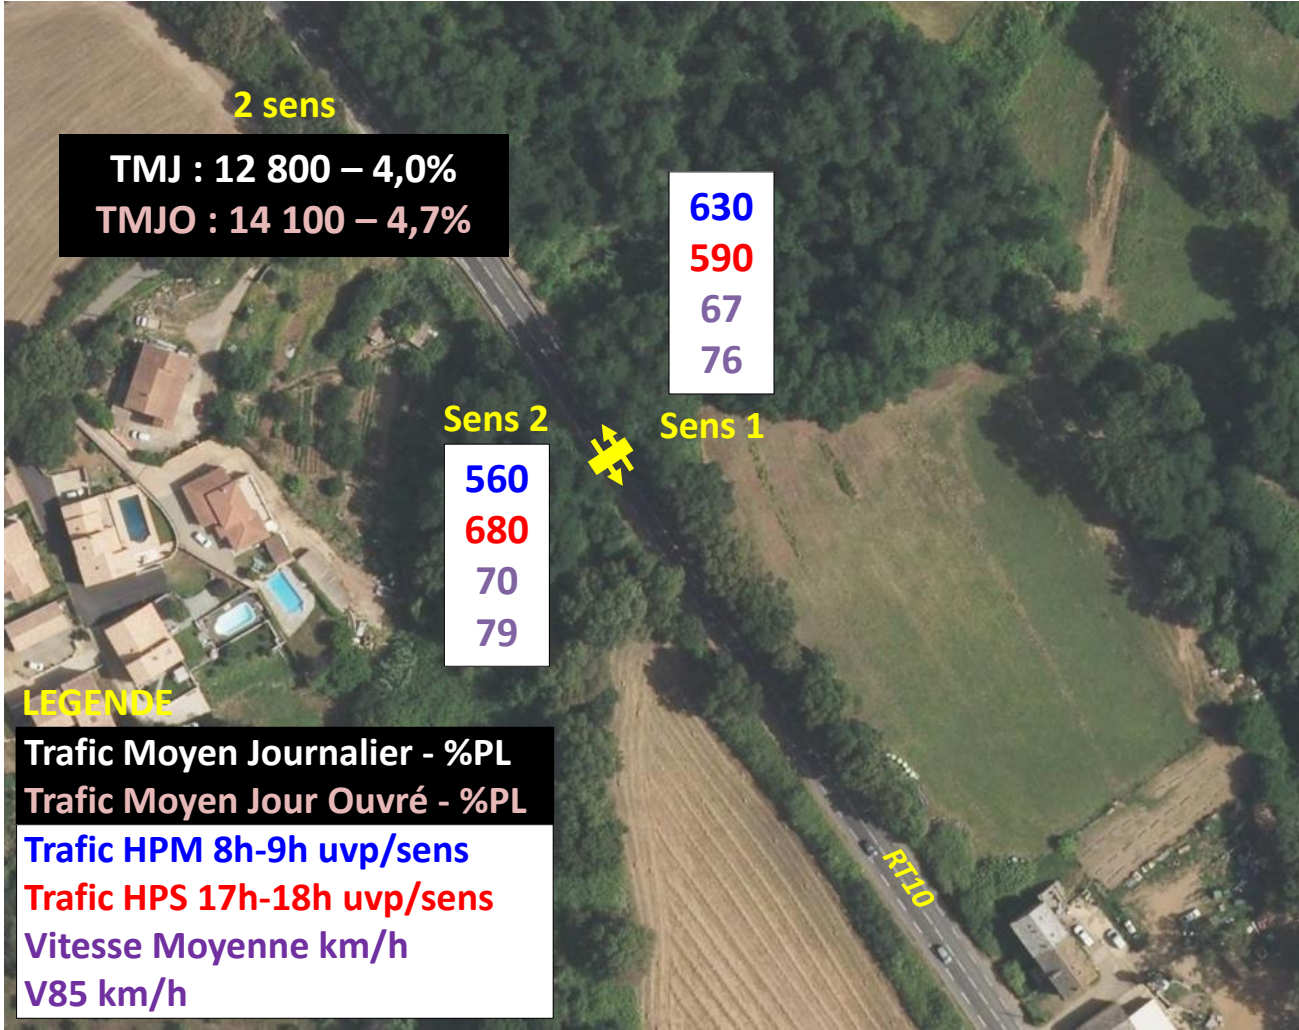 2 sens
TMJ : 12 800 – 4,0%
TMJO : 14 100 – 4,7%
630
590
67
76
Sens 1
Sens 2
560
680
70
79
LEGENDE
Trafic Moyen Journalier - %PL
Trafic Moyen Jour Ouvré - %PL
Trafic HPM 8h-9h uvp/sens
Trafic HPS 17h-18h uvp/sens
Vitesse Moyenne km/h
V85 km/h
RT10